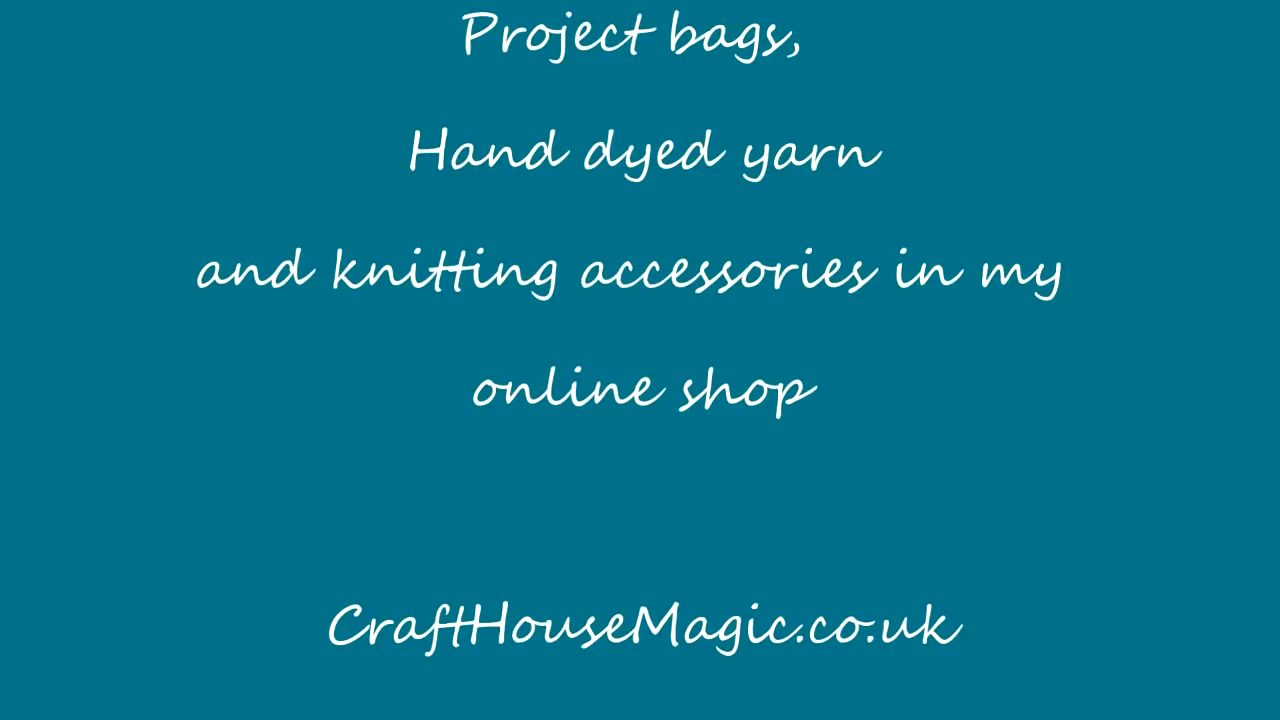 Project bags,
Hand dyed yarn
and knitting accessories in my
online shop
CraftHouseMagic.co.uk